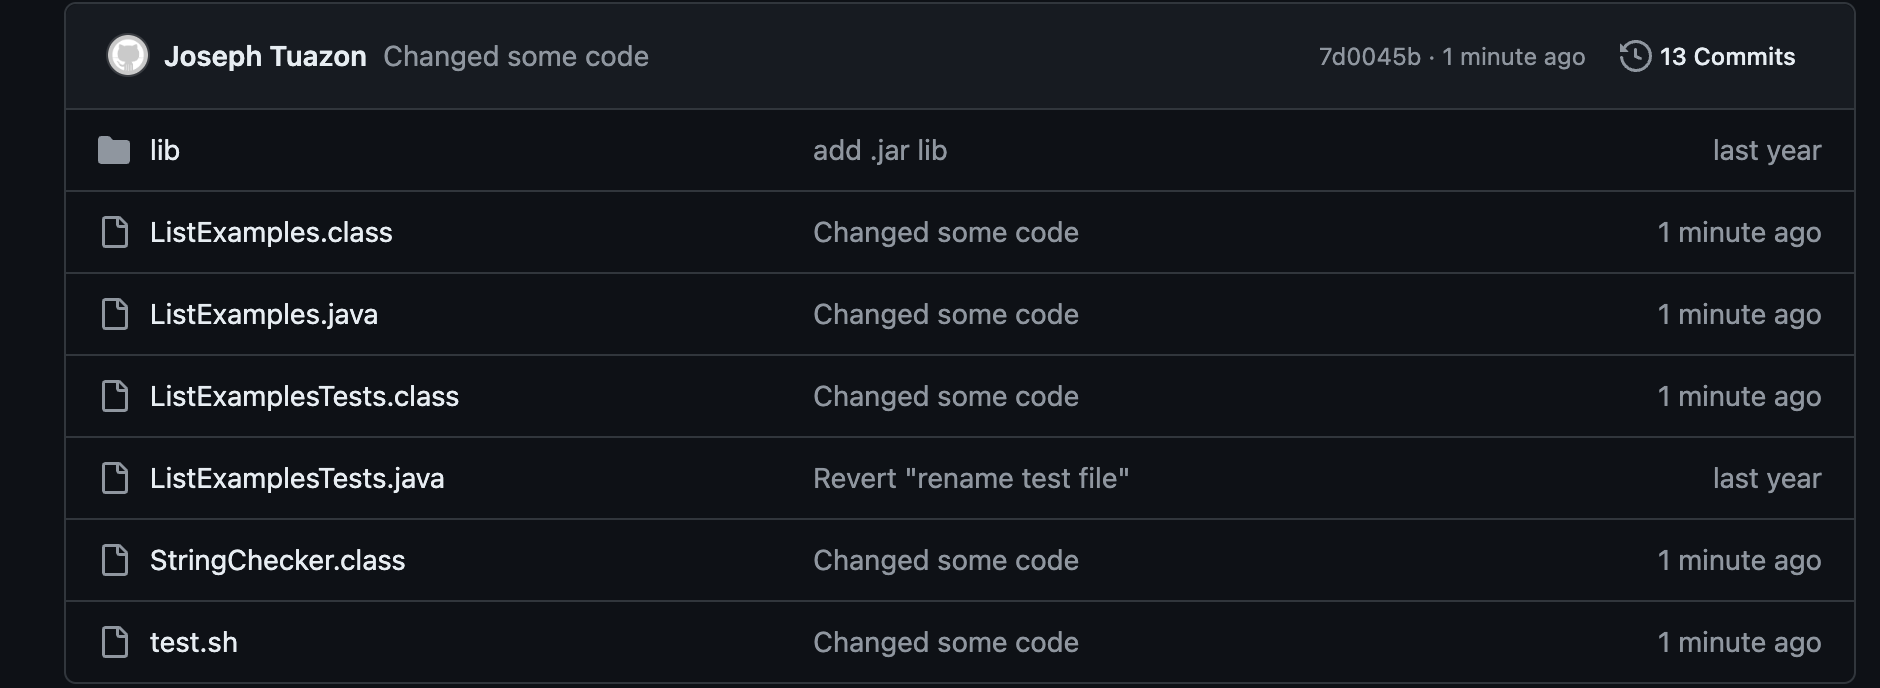 Joseph Tuazon Changed some code 7d0045b · 1 minute ago 13 Commits
lib add .jar lib last year
ListExamples.class Changed some code 1 minute ago
ListExamples.java Changed some code 1 minute ago
ListExamplesTests.class Changed some code 1 minute ago
ListExamplesTests.java Revert "rename test file" last year
StringChecker.class Changed some code 1 minute ago
test.sh Changed some code 1 minute ago